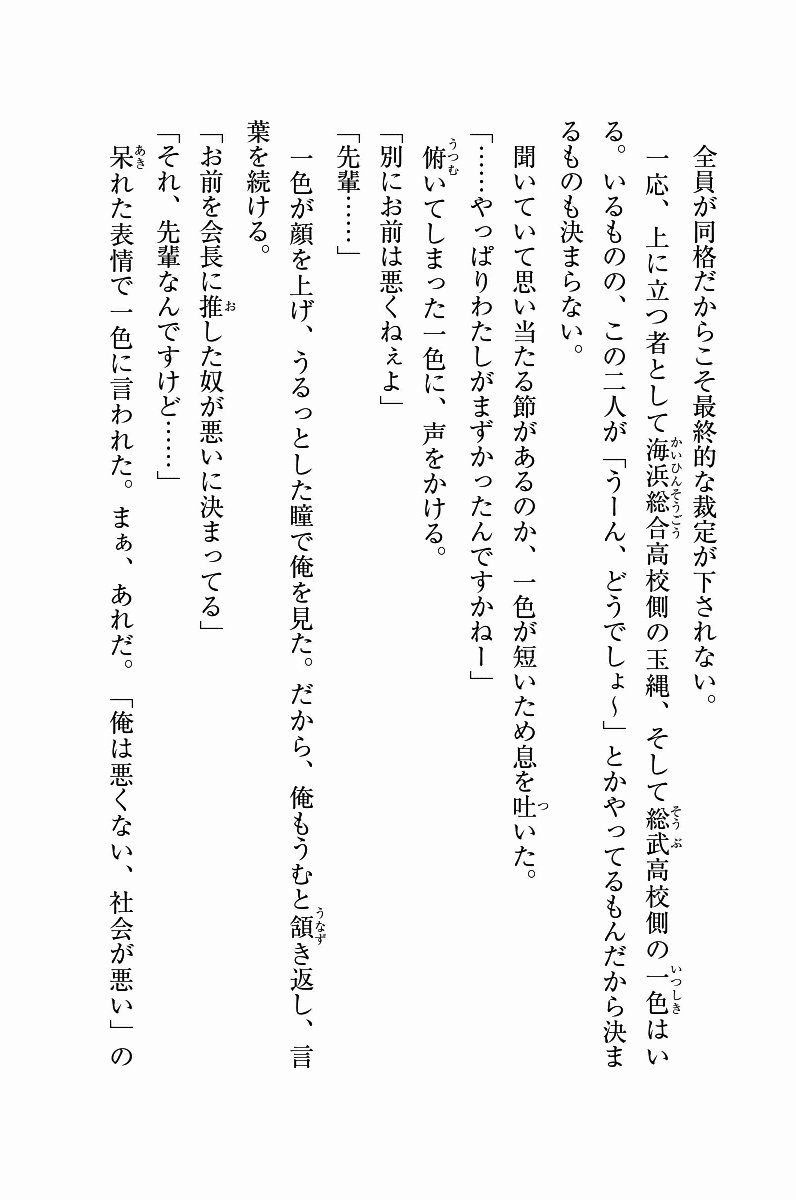 全員が同格だからこそ最終的な裁定が下されない。
一応、上に立つ者として海浜総合高校側の玉縄、そして総武高校側の一色はい
る。いるものの、この二人が「うーん、どうでしょ～」とかやってるもんだから決ま
るものも決まらない。
聞いていて思い当たる節があるのか、一色が短いため息を吐いた。
「……やっぱりわたしがまずかったんですかねー」
俯いてしまった一色に、声をかける。
「別にお前は悪くねぇよ」
「先輩……」
一色が顔を上げ、うるっとした瞳で俺を見た。だから、俺もうむと頷き返し、言
葉を続ける。
「お前を会長に推した奴が悪いに決まってる」
「それ、先輩なんですけど……」
呆れた表情で一色に言われた。まぁ、あれだ。「俺は悪くない、社会が悪い」の